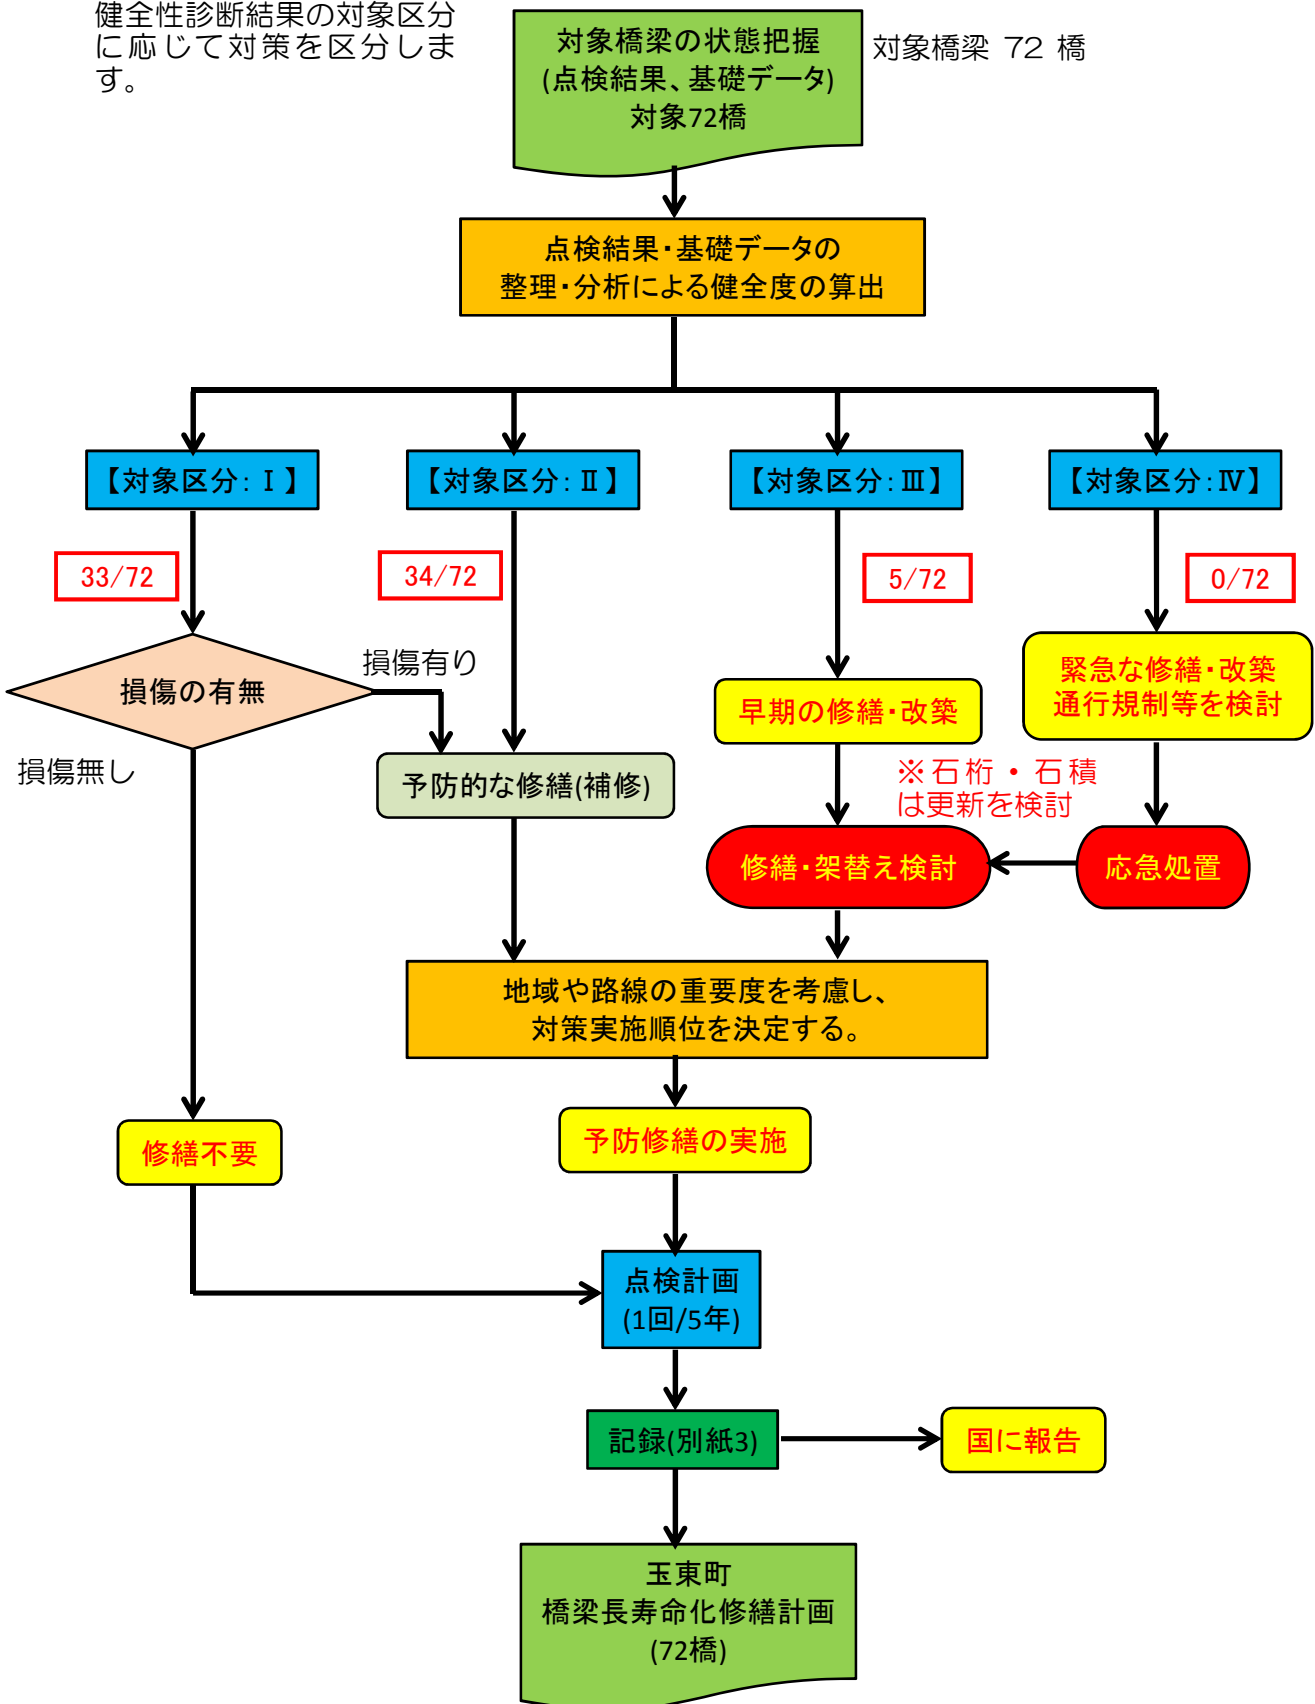 健全性診断結果の対象区分
に応じて対策を区分しま
す。
対象橋梁の状態把握
(点検結果、基礎データ)
対象72橋
対象橋梁 72 橋
点検結果・基礎データの
整理・分析による健全度の算出
【対象区分：Ⅰ】
【対象区分：Ⅱ】
【対象区分：Ⅲ】
【対象区分：Ⅳ】
33/72
34/72
5/72
0/72
損傷の有無
損傷有り
損傷無し
予防的な修繕(補修)
早期の修繕・改築
緊急な修繕・改築
通行規制等を検討
※石桁・石積
は更新を検討
修繕・架替え検討
応急処置
地域や路線の重要度を考慮し、
対策実施順位を決定する。
修繕不要
予防修繕の実施
点検計画
(1回/5年)
記録(別紙3)
国に報告
玉東町
橋梁長寿命化修繕計画
(72橋)